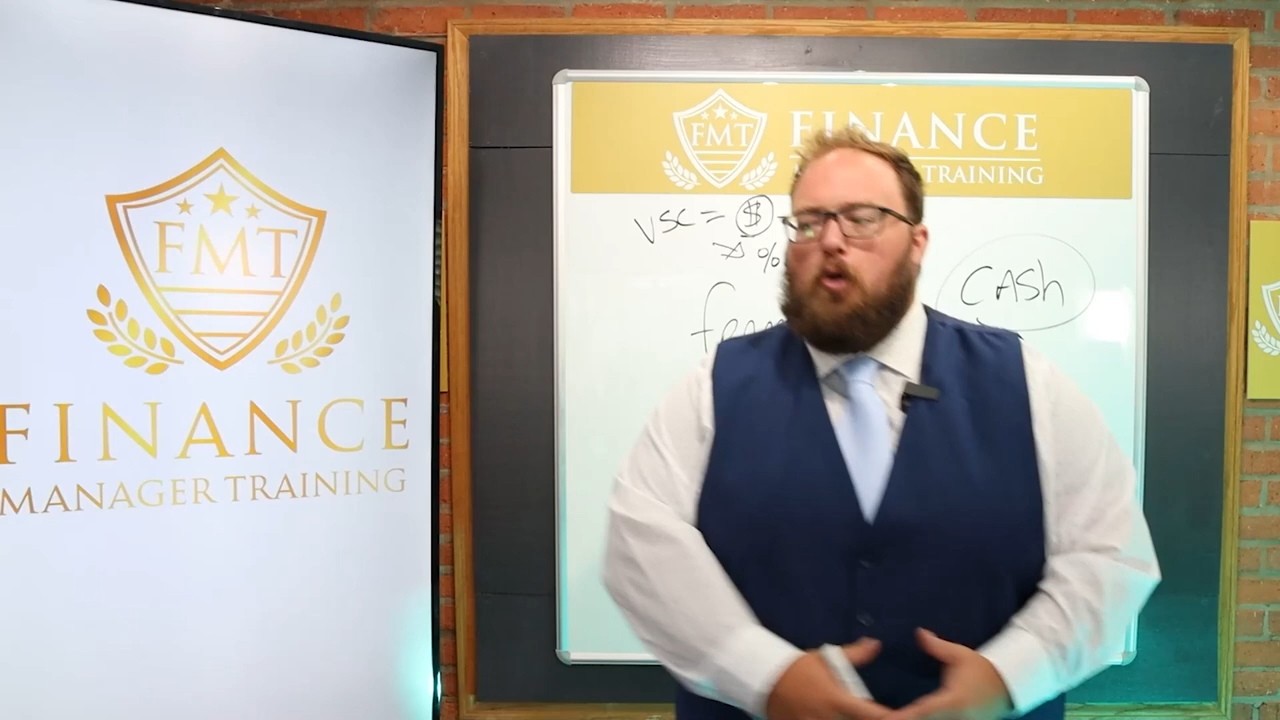 FMT
FINANCE
MANAGER TRAINING
FMT FINANCE
TRAINING
VSC = $
%
CASH